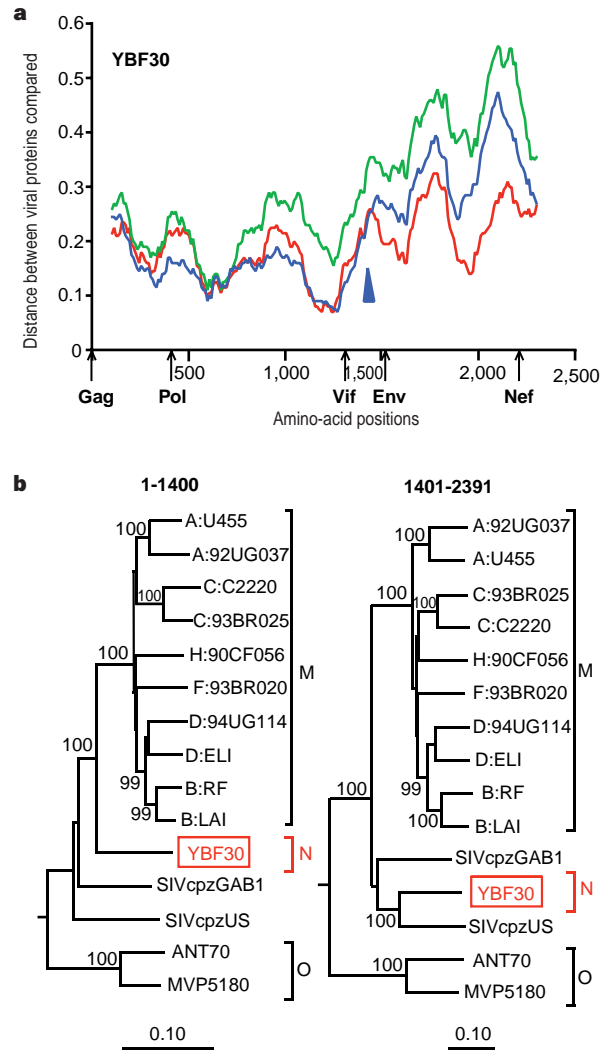 a
0.6
0.5
0.4
0.3
0.2
0.1
0
Distance between viral proteins compared
YBF30
500
1,000
1,500
2,000
2,500
Gag
Pol
Vif
Env
Nef
Amino-acid positions
b
1-1400
100
A:U455
A:92UG037
100
C:C2220
C:93BR025
100
H:90CF056
F:93BR020
D:94UG114
D:ELI
99
B:RF
99
B:LAI
M
100
YBF30
N
SIVcpzGAB1
SIVcpzUS
100
ANT70
MVP5180
O
0.10
1401-2391
100
A:92UG037
A:U455
100
C:93BR025
C:C2220
100
H:90CF056
F:93BR020
D:94UG114
D:ELI
99
B:RF
100
B:LAI
M
100
SIVcpzGAB1
YBF30
N
100
SIVcpzUS
100
ANT70
MVP5180
O
0.10